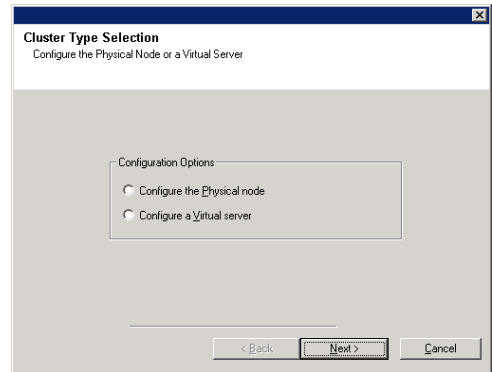 Cluster Type Selection
Configure the Physical Node or a Virtual Server
Configuration Options
Configure the Physical node
Configure a Virtual server
< Back
Next >
Cancel